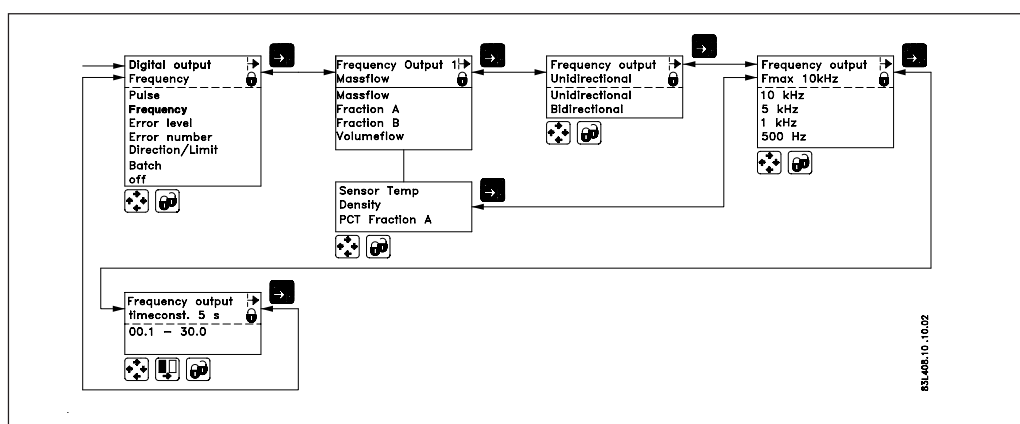 Digital output
Frequency
Pulse
Frequency
Error level
Error number
Direction/Limit
Batch
off
Frequency Output 1
Massflow
Massflow
Fraction A
Fraction B
Volumeflow
Sensor Temp
Density
PCT Fraction A
Frequency output
Unidirectional
Unidirectional
Bidirectional
Frequency output
Fmax 10kHz
10 kHz
5 kHz
1 kHz
500 Hz
Frequency output
timeconst. 5 s
00.1 – 30.0
83L408.10.10.02